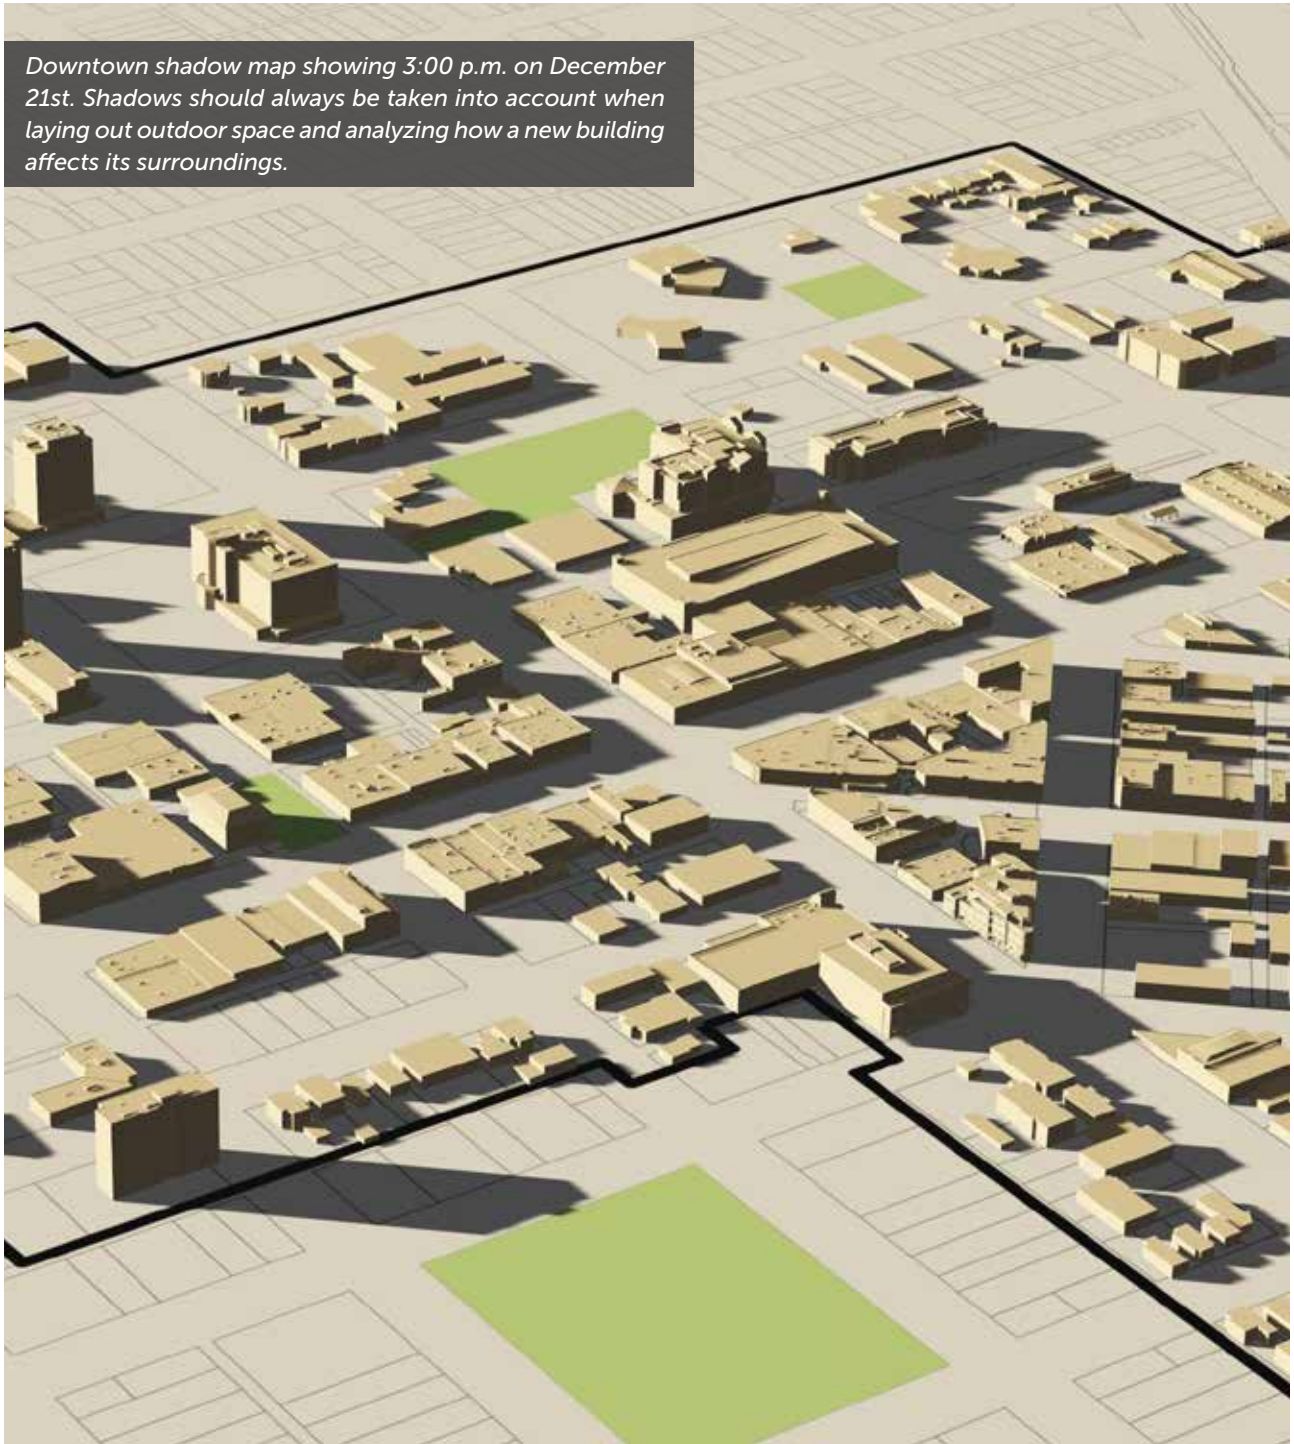 Downtown shadow map showing 3:00 p.m. on December
21st. Shadows should always be taken into account when
laying out outdoor space and analyzing how a new building
affects its surroundings.